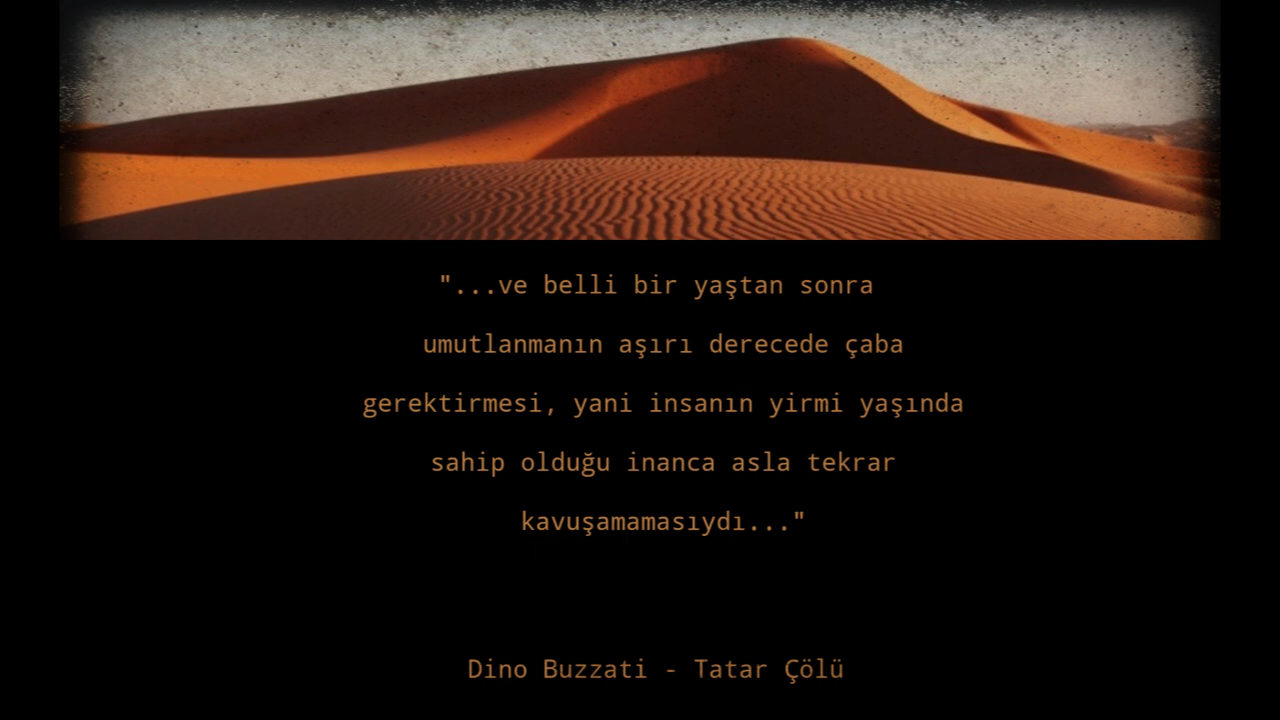 "...ve belli bir yaştan sonra
umutlanmanın aşırı derecede çaba
gerektirmesi, yani insanın yirmi yaşında
sahip olduğu inanca asla tekrar
kavuşamamasıydı..."
Dino Buzzati - Tatar Çölü